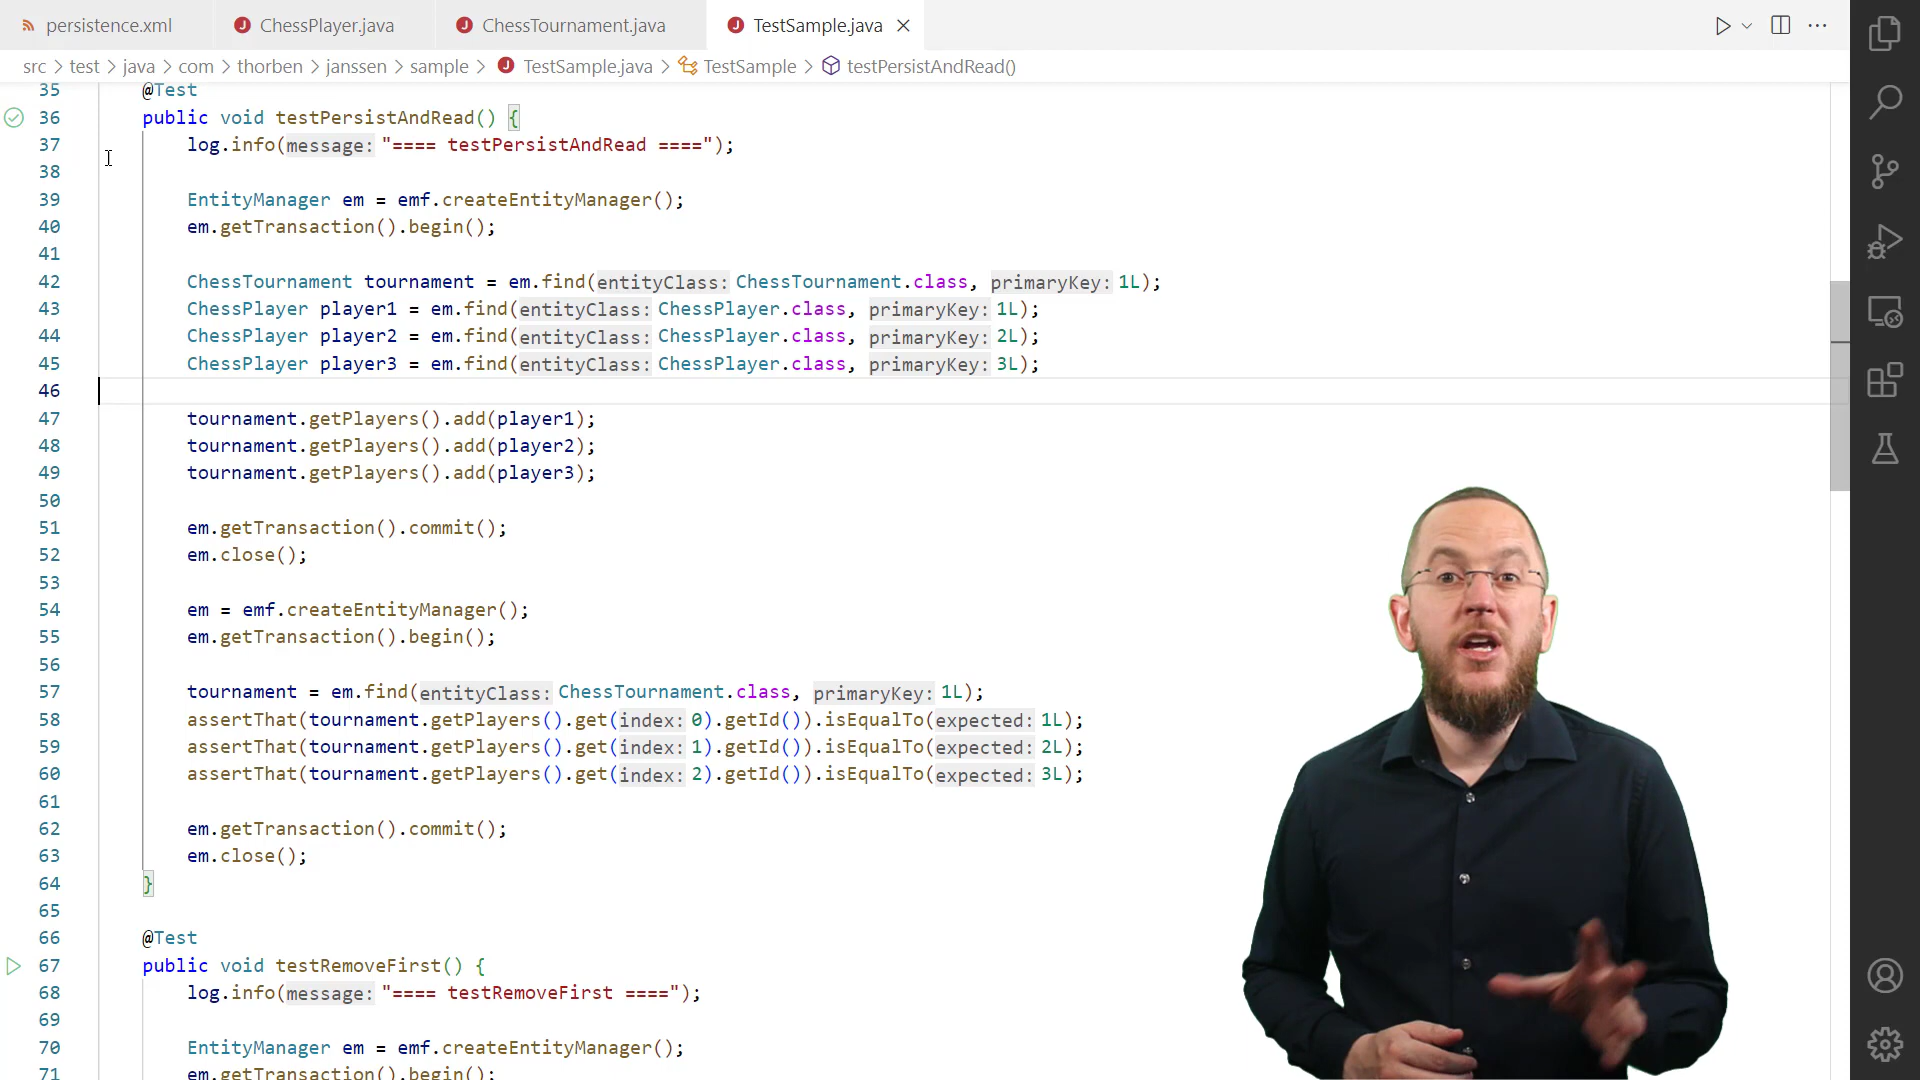 persistence.xml ChessPlayer.java ChessTournament.java TestSample.java
src > test > java > com > thorben > janssen > sample > TestSample.java > TestSample > testPersistAndRead()
35 @Test
36 public void testPersistAndRead() {
37 log.info(message: "==== testPersistAndRead ====");
38
39 EntityManager em = emf.createEntityManager();
40 em.getTransaction().begin();
41
42 ChessTournament tournament = em.find(entityClass: ChessTournament.class, primaryKey: 1L);
43 ChessPlayer player1 = em.find(entityClass: ChessPlayer.class, primaryKey: 1L);
44 ChessPlayer player2 = em.find(entityClass: ChessPlayer.class, primaryKey: 2L);
45 ChessPlayer player3 = em.find(entityClass: ChessPlayer.class, primaryKey: 3L);
46
47 tournament.getPlayers().add(player1);
48 tournament.getPlayers().add(player2);
49 tournament.getPlayers().add(player3);
50
51 em.getTransaction().commit();
52 em.close();
53
54 em = emf.createEntityManager();
55 em.getTransaction().begin();
56
57 tournament = em.find(entityClass: ChessTournament.class, primaryKey: 1L);
58 assertThat(tournament.getPlayers().get(index: 0).getId()).isEqualTo(expected: 1L);
59 assertThat(tournament.getPlayers().get(index: 1).getId()).isEqualTo(expected: 2L);
60 assertThat(tournament.getPlayers().get(index: 2).getId()).isEqualTo(expected: 3L);
61
62 em.getTransaction().commit();
63 em.close();
64 }
65
66 @Test
67 public void testRemoveFirst() {
68 log.info(message: "==== testRemoveFirst ====");
69
70 EntityManager em = emf.createEntityManager();
71 em.getTransaction().begin();